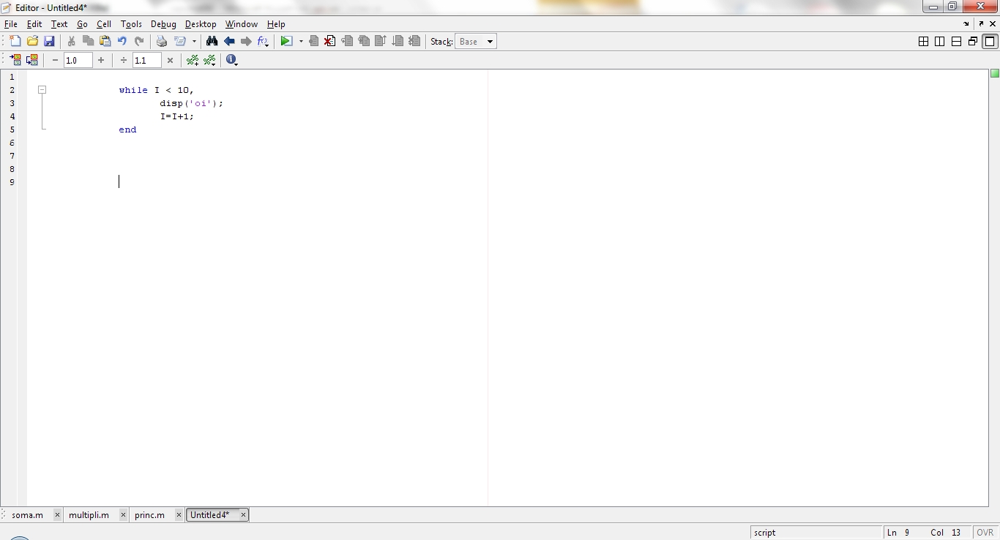 Editor - Untitled4*
File Edit Text Go Cell Tools Debug Desktop Window Help
Stack: Base
− 1.0 + ÷ 1.1 ×
1
2 while I < 10,
3 disp('oi');
4 I=I+1;
5 end
6
7
8
9
soma.m × multipli.m × princ.m × Untitled4* ×
script Ln 9 Col 13 OVR